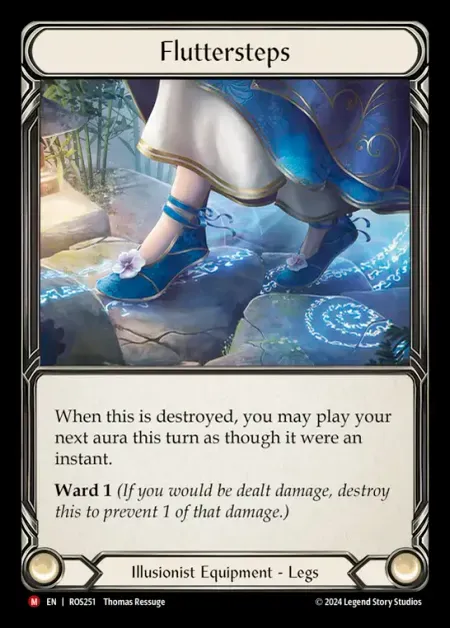 Fluttersteps
When this is destroyed, you may play your
next aura this turn as though it were an
instant.
Ward 1 (If you would be dealt damage, destroy
this to prevent 1 of that damage.)
Illusionist Equipment - Legs
M EN | ROS251 Thomas Ressuge © 2024 Legend Story Studios